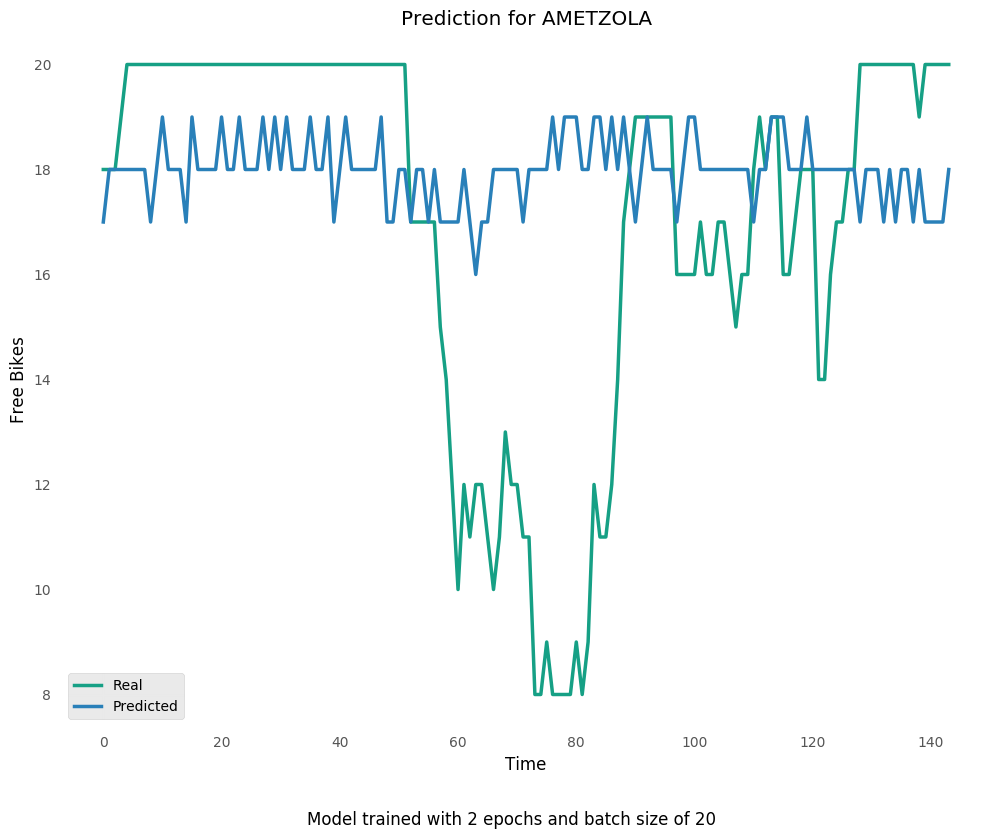 Prediction for AMETZOLA
20
18
16
14
12
10
8
Free Bikes
Real
Predicted
0 20 40 60 80 100 120 140
Time
Model trained with 2 epochs and batch size of 20